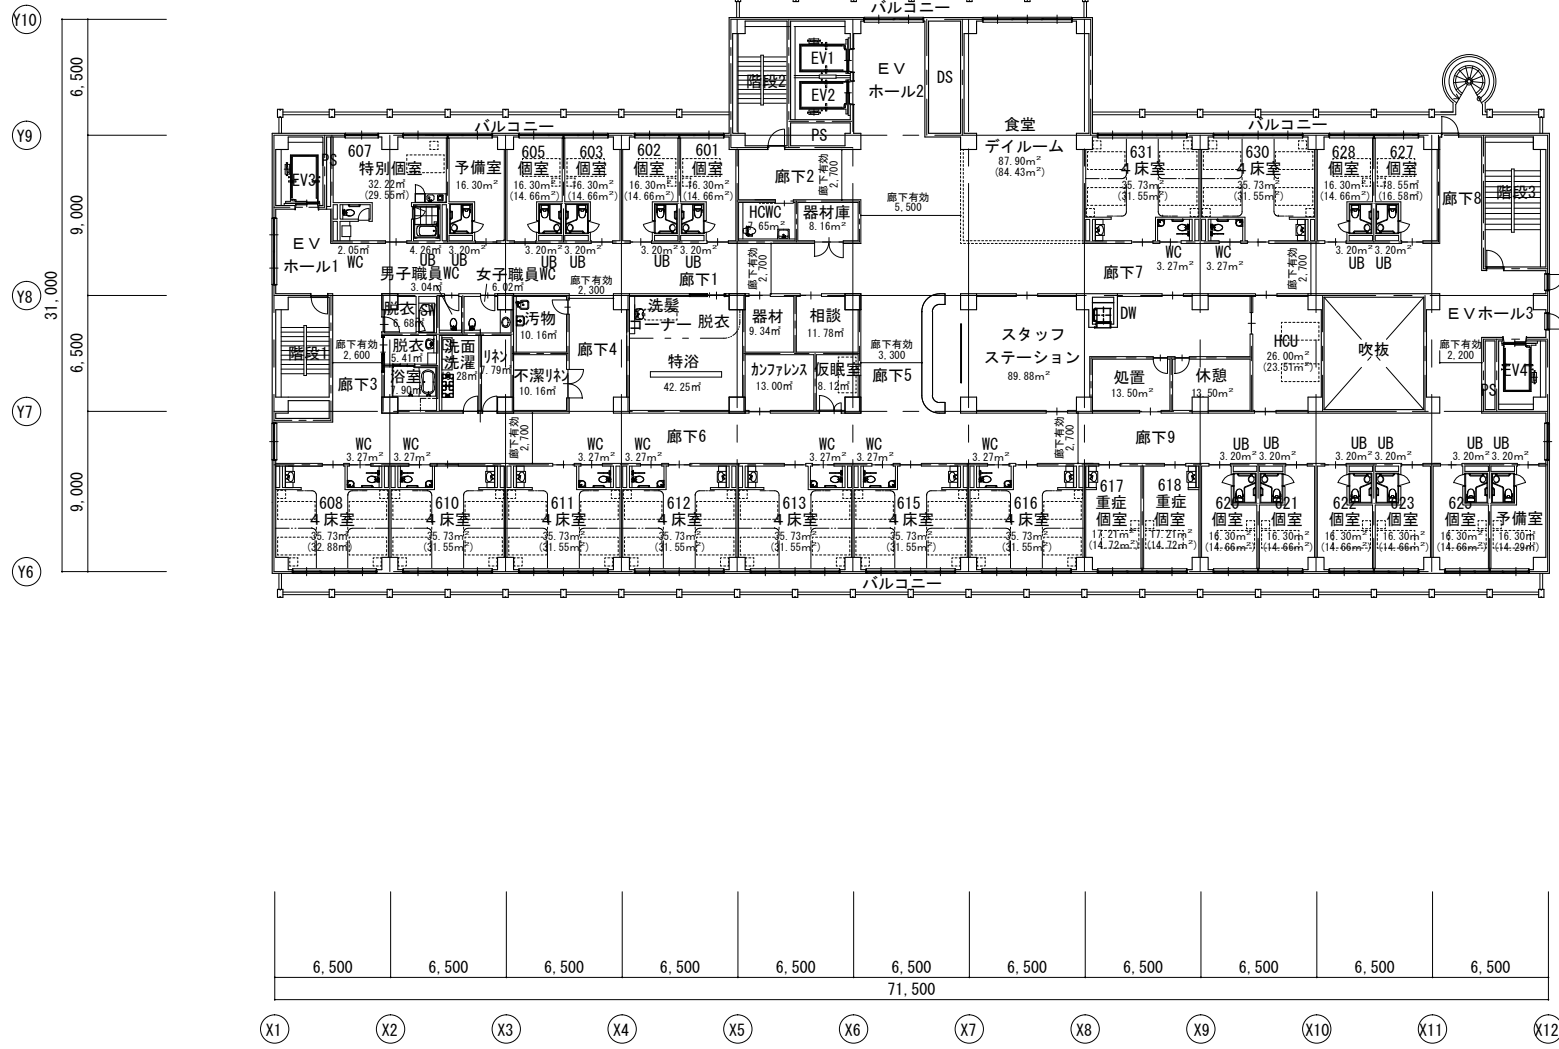 バルコニー
Y10
6,500
EV1
EV2
階段2
ＥＶ
ホール2
DS
PS
食堂
デイルーム
87.90㎡
(84.43㎡)
バルコニー
バルコニー
Y9
PS
EV3
607
特別個室
32.22㎡
(29.55㎡)
予備室
16.30㎡
605
個室
16.30㎡
(14.66㎡)
603
個室
16.30㎡
(14.66㎡)
602
個室
16.30㎡
(14.66㎡)
601
個室
16.30㎡
(14.66㎡)
廊下2
廊下有効
2,700
HCWC
7.65㎡
器材庫
8.16㎡
廊下有効
5,500
631
４床室
35.73㎡
(31.55㎡)
630
４床室
35.73㎡
(31.55㎡)
628
個室
16.30㎡
(14.66㎡)
627
個室
18.55㎡
(16.58㎡)
廊下8
階段3
9,000
31,000
ＥＶ
ホール1
2.05㎡
WC
4.26㎡
UB
3.20㎡
UB
3.20㎡
UB
3.20㎡
UB
3.20㎡
UB
3.20㎡
UB
男子職員WC
3.04㎡
女子職員WC
6.02㎡
廊下有効
2,300
廊下1
廊下有効
2,700
廊下7
WC
3.27㎡
WC
3.27㎡
廊下有効
2,700
3.20㎡
UB
3.20㎡
UB
Y8
6,500
階段1
廊下有効
2,600
廊下3
脱衣
6.68㎡
SW
脱衣
5.41㎡
浴室
7.90㎡
洗面
洗濯
リネン
7.79㎡
汚物
10.16㎡
不潔リネン
10.16㎡
廊下4
洗髪
コーナー
脱衣
特浴
42.25㎡
器材
9.34㎡
相談
11.78㎡
カンファレンス
13.00㎡
仮眠室
8.12㎡
廊下有効
3,300
廊下5
スタッフ
ステーション
89.88㎡
DW
処置
13.50㎡
休憩
13.50㎡
HCU
26.00㎡
(23.51㎡)
吹抜
ＥＶホール3
廊下有効
2,200
PS
EV4
Y7
9,000
WC
3.27㎡
WC
3.27㎡
廊下有効
2,700
WC
3.27㎡
WC
3.27㎡
廊下6
WC
3.27㎡
WC
3.27㎡
WC
3.27㎡
廊下有効
2,700
廊下9
UB
3.20㎡
UB
3.20㎡
UB
3.20㎡
UB
3.20㎡
UB
3.20㎡
UB
3.20㎡
608
４床室
35.73㎡
(32.88㎡)
610
４床室
35.73㎡
(31.55㎡)
611
４床室
35.73㎡
(31.55㎡)
612
４床室
35.73㎡
(31.55㎡)
613
４床室
35.73㎡
(31.55㎡)
615
４床室
35.73㎡
(31.55㎡)
616
４床室
35.73㎡
(31.55㎡)
617
重症
個室
17.21㎡
(14.72㎡)
618
重症
個室
17.21㎡
(14.72㎡)
620
個室
16.30㎡
(14.66㎡)
621
個室
16.30㎡
(14.66㎡)
622
個室
16.30㎡
(14.66㎡)
623
個室
16.30㎡
(14.66㎡)
625
個室
16.30㎡
(14.66㎡)
予備室
16.30㎡
(14.29㎡)
Y6
バルコニー
6,500
6,500
6,500
6,500
6,500
6,500
6,500
6,500
6,500
6,500
6,500
71,500
X1
X2
X3
X4
X5
X6
X7
X8
X9
X10
X11
X12